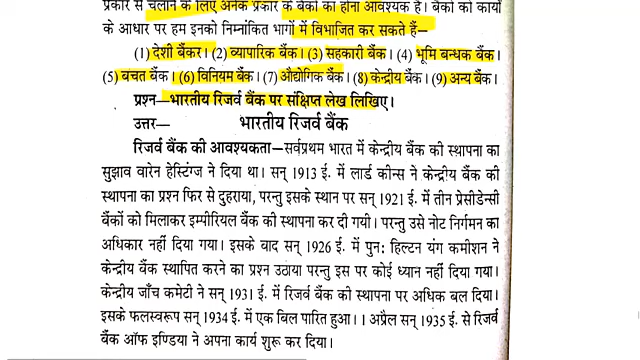 प्रकार से चलाने के लिए अनेक प्रकार के बैंकों का होना आवश्यक है। बैंकों को कार्यों
के आधार पर हम इनको निम्नांकित भागों में विभाजित कर सकते हैं—
(1) देशी बैंकर। (2) व्यापारिक बैंक। (3) सहकारी बैंक। (4) भूमि बन्धक बैंक।
(5) बचत बैंक। (6) विनियम बैंक। (7) औद्योगिक बैंक। (8) केन्द्रीय बैंक। (9) अन्य बैंक।
प्रश्न—भारतीय रिजर्व बैंक पर संक्षिप्त लेख लिखिए।
उत्तर— भारतीय रिजर्व बैंक
रिजर्व बैंक की आवश्यकता—सर्वप्रथम भारत में केन्द्रीय बैंक की स्थापना का
सुझाव वारेन हेस्टिंग्ज ने दिया था। सन् 1913 ई. में लार्ड कीन्स ने केन्द्रीय बैंक की
स्थापना का प्रश्न फिर से दुहराया, परन्तु इसके स्थान पर सन् 1921 ई. में तीन प्रेसीडेन्सी
बैंकों को मिलाकर इम्पीरियल बैंक की स्थापना कर दी गयी। परन्तु उसे नोट निर्गमन का
अधिकार नहीं दिया गया। इसके बाद सन् 1926 ई. में पुन: हिल्टन यंग कमीशन ने
केन्द्रीय बैंक स्थापित करने का प्रश्न उठाया परन्तु इस पर कोई ध्यान नहीं दिया गया।
केन्द्रीय जाँच कमेटी ने सन् 1931 ई. में रिजर्व बैंक की स्थापना पर अधिक बल दिया।
इसके फलस्वरूप सन् 1934 ई. में एक बिल पारित हुआ। 1 अप्रैल सन् 1935 ई. से रिजर्व
बैंक ऑफ इण्डिया ने अपना कार्य शुरू कर दिया।